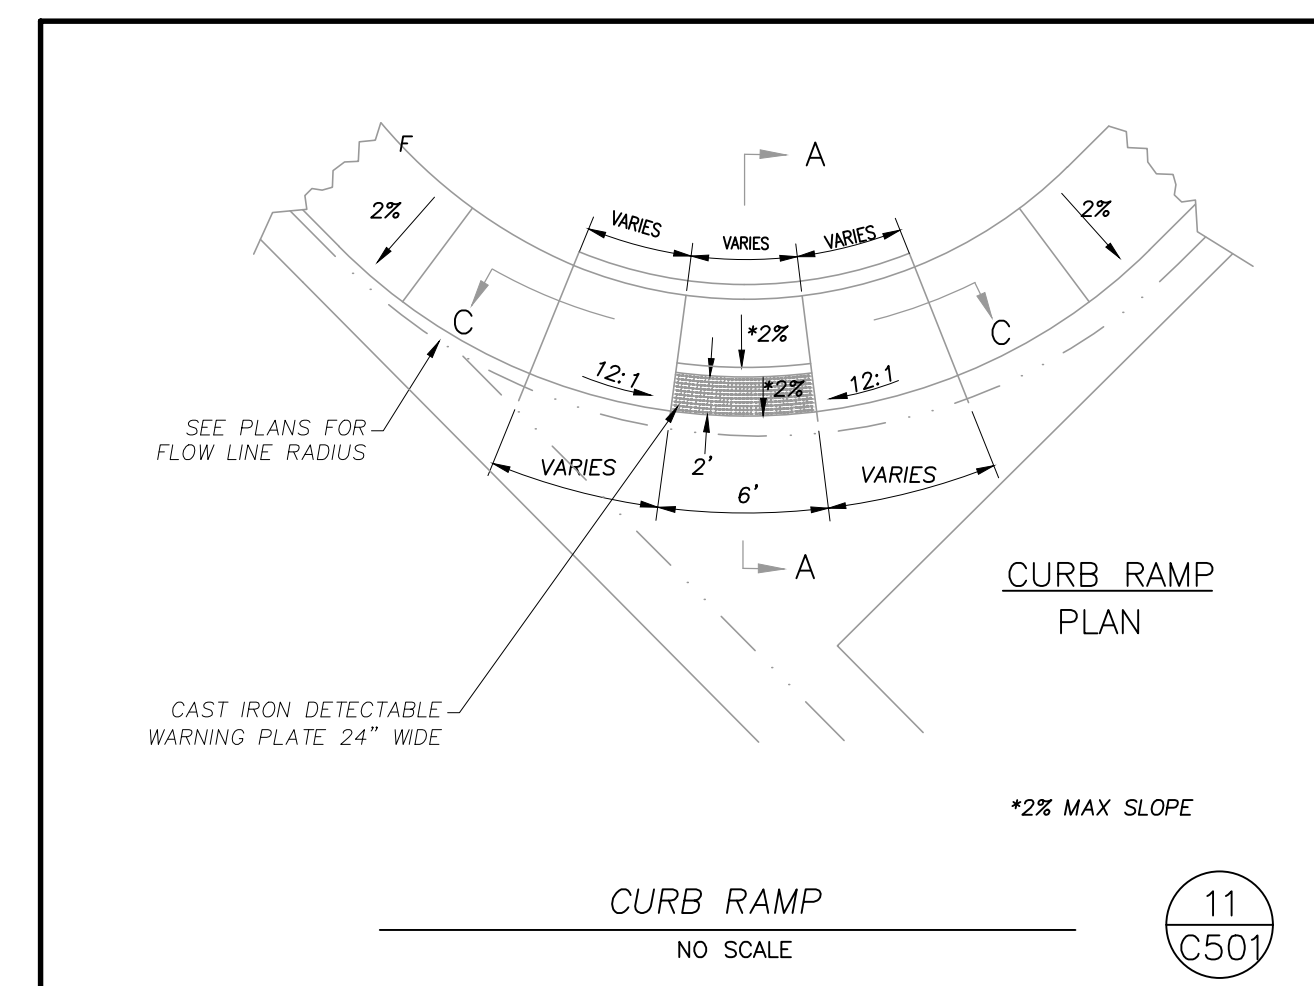 F
A
2%
2%
VARIES
VARIES
VARIES
C
C
*2%
12:1
*2%
12:1
SEE PLANS FOR
FLOW LINE RADIUS
VARIES
2'
VARIES
6'
A
CURB RAMP
PLAN
CAST IRON DETECTABLE
WARNING PLATE 24" WIDE
*2% MAX SLOPE
CURB RAMP
NO SCALE
11
C501